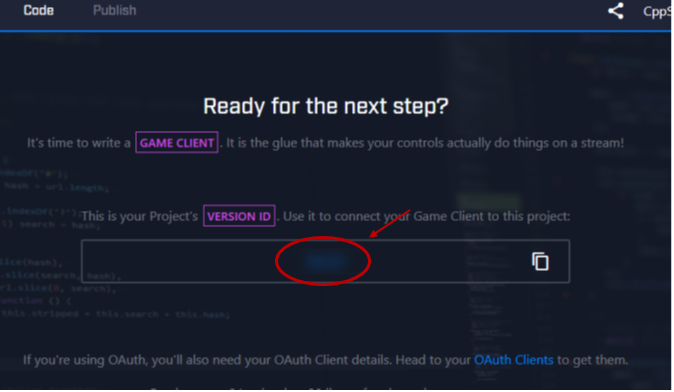 Code Publish CppS
Ready for the next step?
It's time to write a GAME CLIENT . It is the glue that makes your controls actually do things on a stream!
This is your Project's VERSION ID . Use it to connect your Game Client to this project:
If you're using OAuth, you'll also need your OAuth Client details. Head to your OAuth Clients to get them.